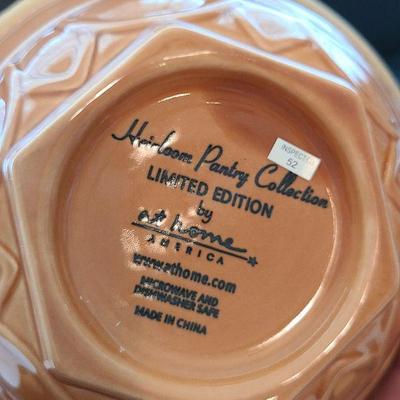 Heirloom Pantry Collection
INSPECTED
52
LIMITED EDITION
by
at home
AMERICA
www.athome.com
MICROWAVE AND
DISHWASHER SAFE
MADE IN CHINA